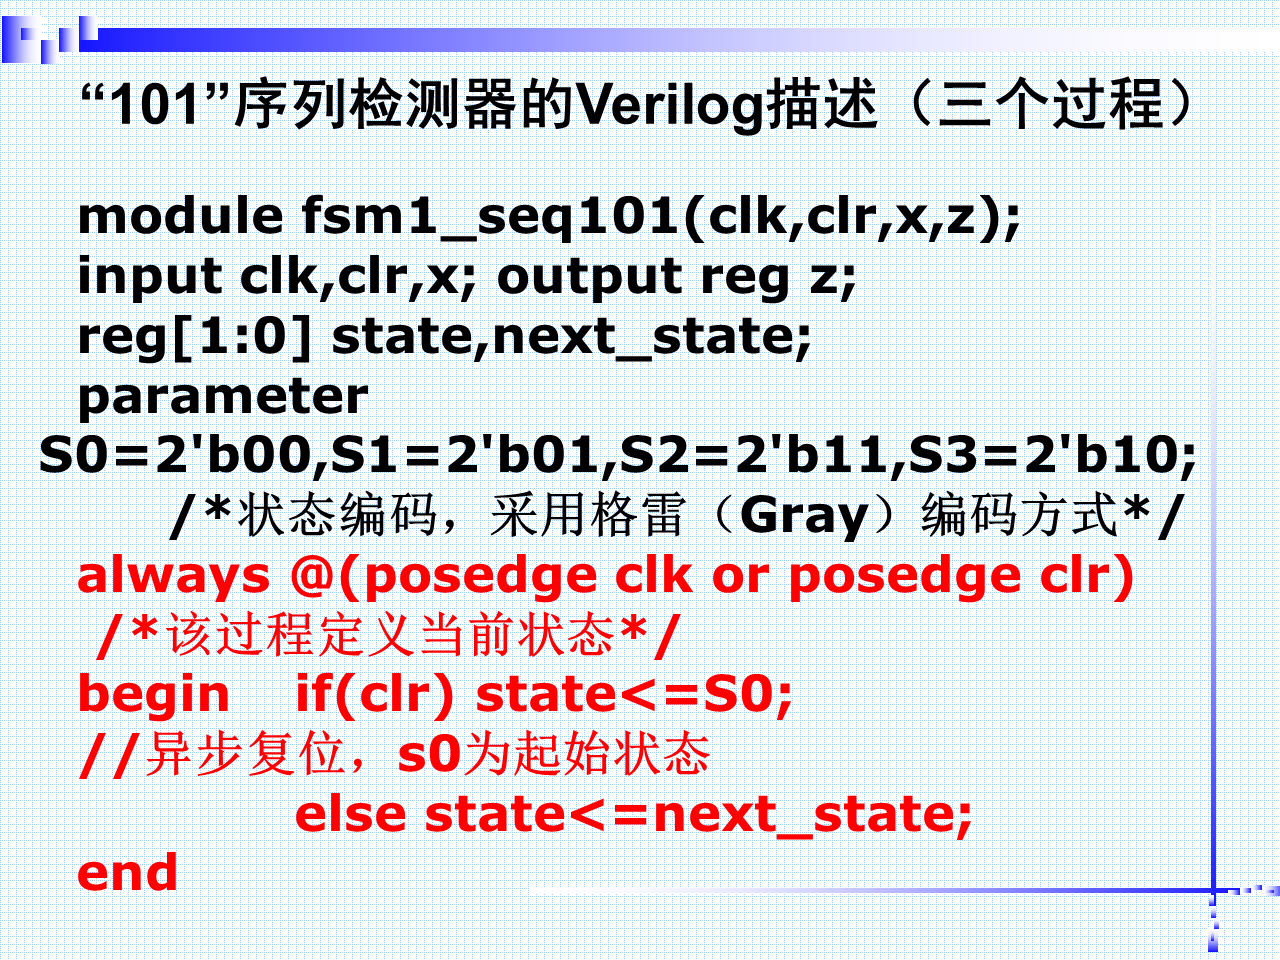 “101”序列检测器的Verilog描述（三个过程）
module fsm1_seq101(clk,clr,x,z);
input clk,clr,x; output reg z;
reg[1:0] state,next_state;
parameter
S0=2'b00,S1=2'b01,S2=2'b11,S3=2'b10;
/*状态编码，采用格雷（Gray）编码方式*/
always @(posedge clk or posedge clr)
/*该过程定义当前状态*/
begin if(clr) state<=S0;
//异步复位，s0为起始状态
else state<=next_state;
end